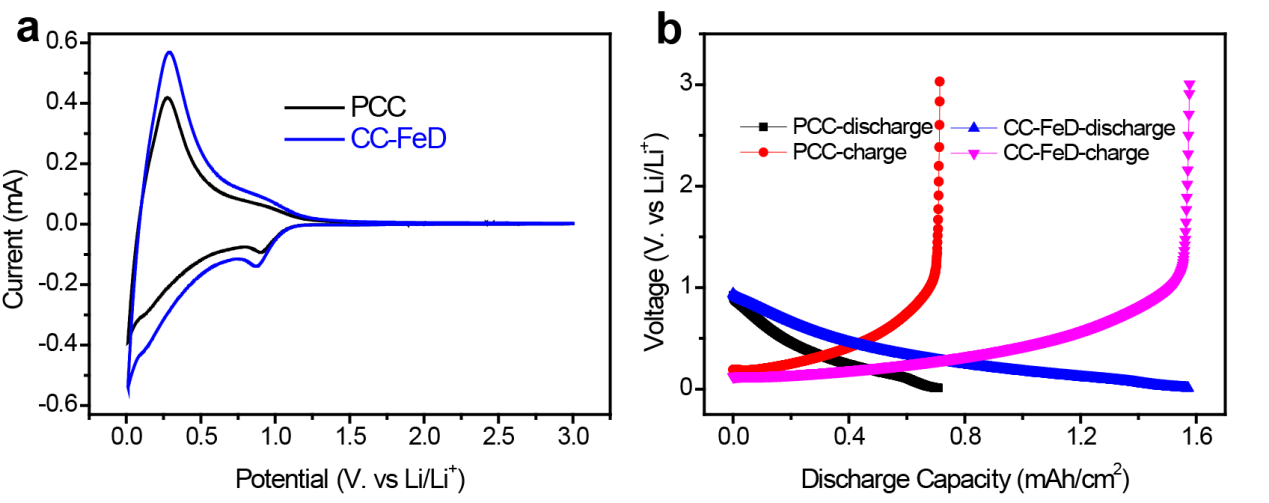 a
0.6
0.4
0.2
0.0
-0.2
-0.4
-0.6
Current (mA)
PCC
CC-FeD
0.0 0.5 1.0 1.5 2.0 2.5 3.0
Potential (V. vs Li/Li⁺)
b
3
2
1
0
Voltage (V. vs Li/Li⁺)
PCC-discharge
PCC-charge
CC-FeD-discharge
CC-FeD-charge
0.0 0.4 0.8 1.2 1.6
Discharge Capacity (mAh/cm²)